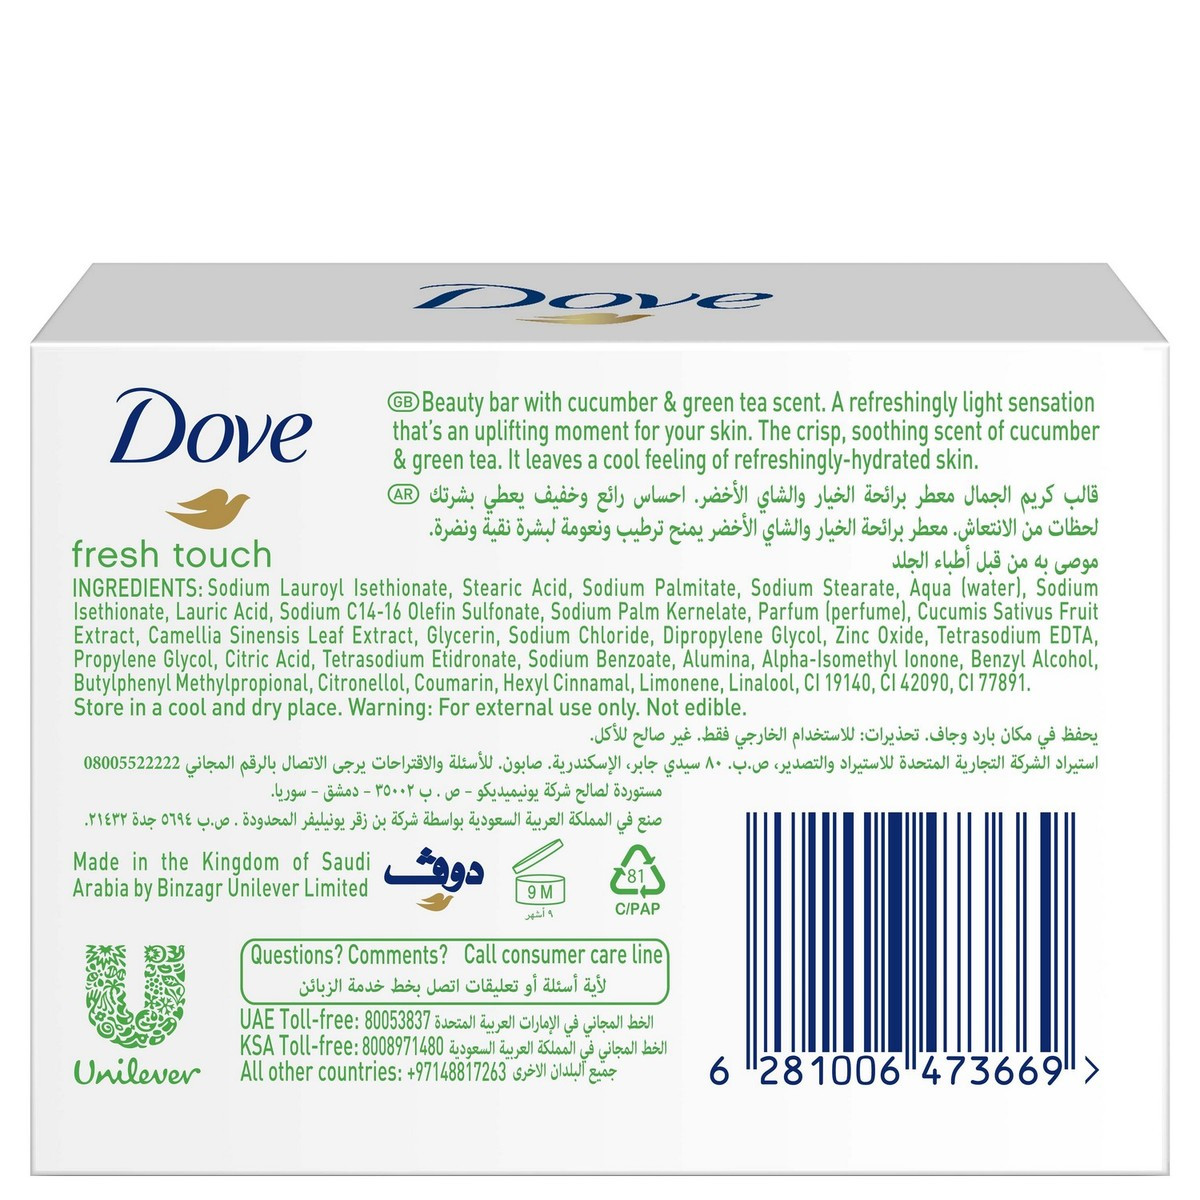 Dove
Dove
fresh touch
GB Beauty bar with cucumber & green tea scent. A refreshingly light sensation
that's an uplifting moment for your skin. The crisp, soothing scent of cucumber
& green tea. It leaves a cool feeling of refreshingly-hydrated skin.
AR قالب كريم الجمال معطر برائحة الخيار والشاي الأخضر. احساس رائع وخفيف يعطي بشرتك
لحظات من الانتعاش. معطر برائحة الخيار والشاي الأخضر يمنح ترطيب ونعومة لبشرة نقية ونضرة.
موصى به من قبل أطباء الجلد
INGREDIENTS: Sodium Lauroyl Isethionate, Stearic Acid, Sodium Palmitate, Sodium Stearate, Aqua (water), Sodium
Isethionate, Lauric Acid, Sodium C14-16 Olefin Sulfonate, Sodium Palm Kernelate, Parfum (perfume), Cucumis Sativus Fruit
Extract, Camellia Sinensis Leaf Extract, Glycerin, Sodium Chloride, Dipropylene Glycol, Zinc Oxide, Tetrasodium EDTA,
Propylene Glycol, Citric Acid, Tetrasodium Etidronate, Sodium Benzoate, Alumina, Alpha-Isomethyl Ionone, Benzyl Alcohol,
Butylphenyl Methylpropional, Citronellol, Coumarin, Hexyl Cinnamal, Limonene, Linalool, CI 19140, CI 42090, CI 77891.
Store in a cool and dry place. Warning: For external use only. Not edible.
يحفظ في مكان بارد وجاف. تحذيرات: للاستخدام الخارجي فقط. غير صالح للأكل.
استيراد الشركة التجارية المتحدة للاستيراد والتصدير، ص.ب. ٨٠ سيدي جابر، الإسكندرية. صابون. للأسئلة والاقتراحات يرجى الاتصال بالرقم المجاني 08005522222
مستوردة لصالح شركة يونيميديكو - ص . ب ٣٥٠٠٢ - دمشق - سوريا.
صنع في المملكة العربية السعودية بواسطة شركة بن زقر يونيليفر المحدودة . ص.ب ٥٦٩٤ جدة ٢١٤٣٢.
Made in the Kingdom of Saudi
Arabia by Binzagr Unilever Limited
دوڤ
9 M
٩ أشهر
81
C/PAP
Questions? Comments? Call consumer care line
لأية أسئلة أو تعليقات اتصل بخط خدمة الزبائن
UAE Toll-free: 80053837 الخط المجاني في الإمارات العربية المتحدة
KSA Toll-free: 8008971480 الخط المجاني في المملكة العربية السعودية
All other countries: +97148817263 جميع البلدان الاخرى
Unilever
6 281006 473669 >